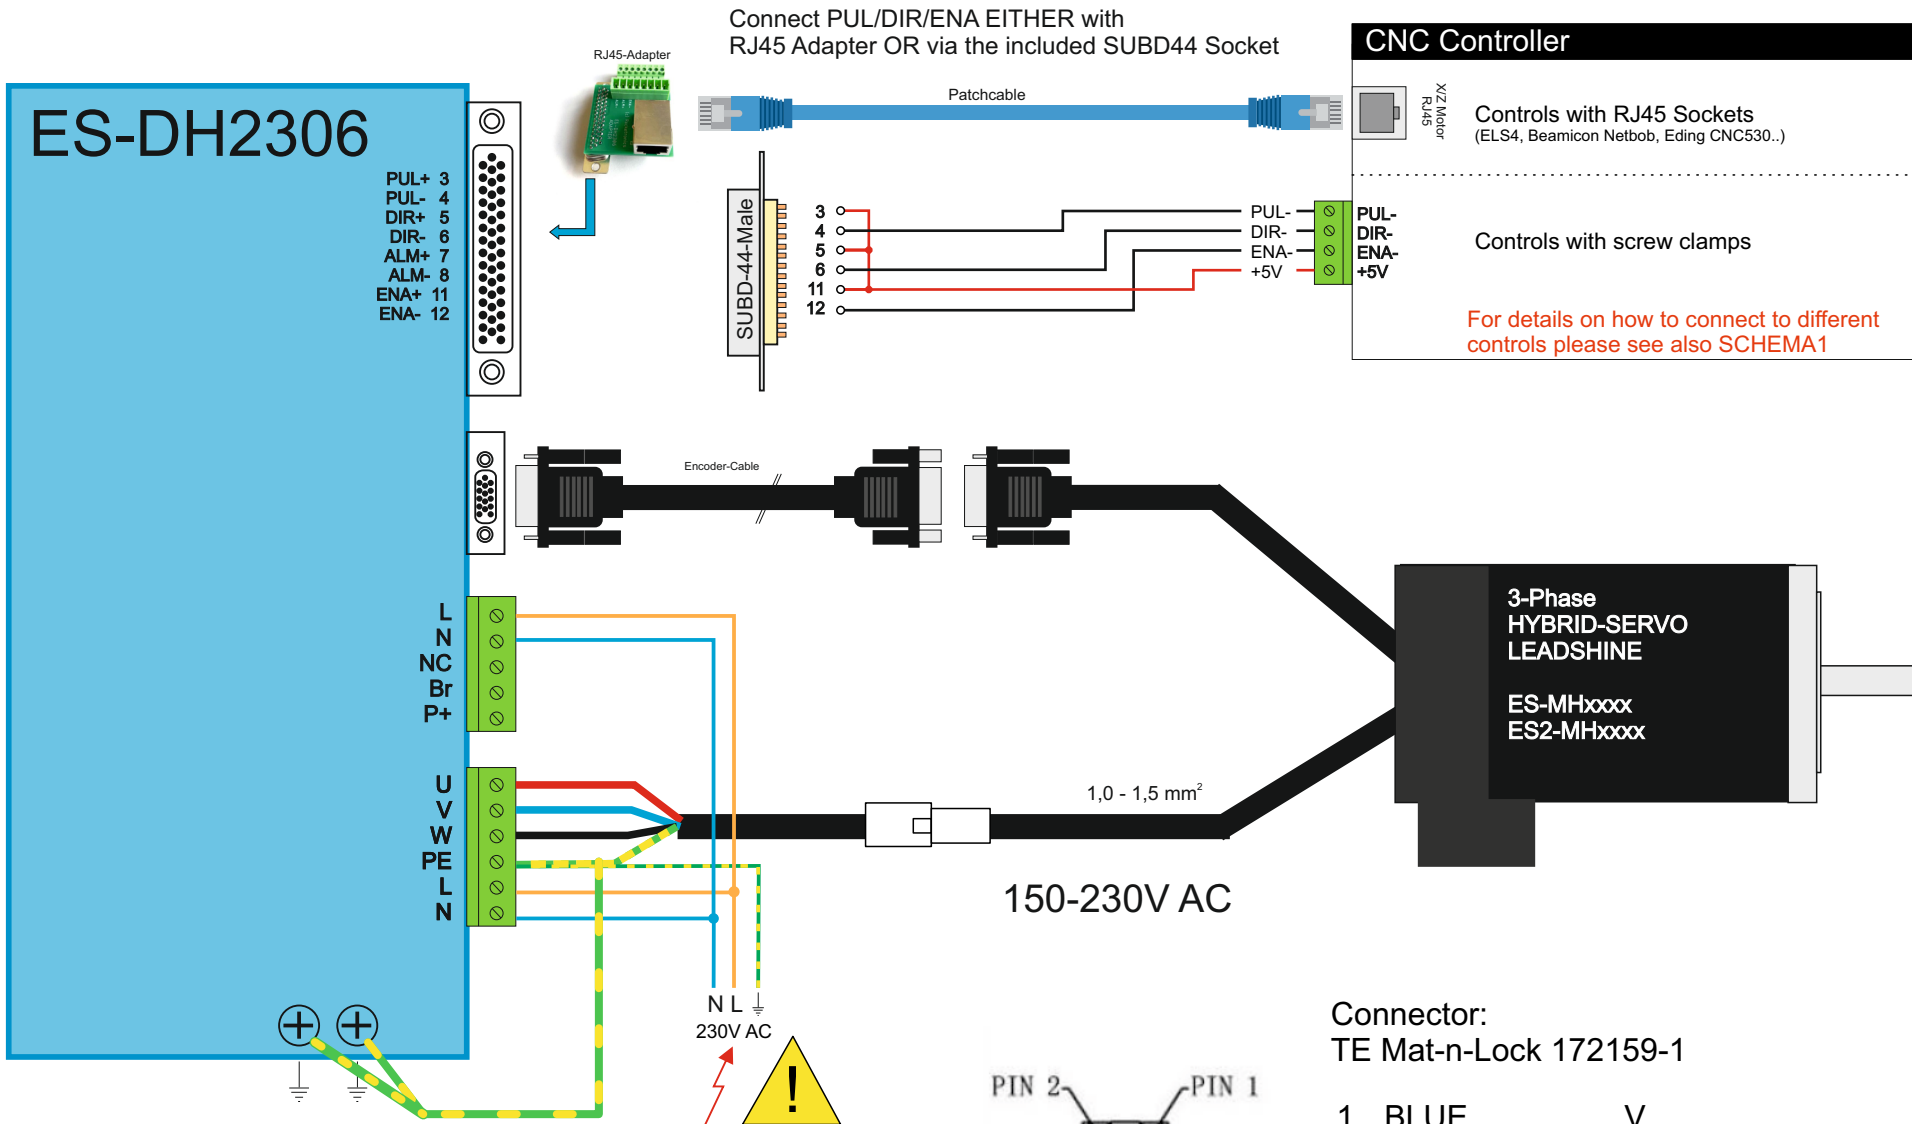 Connect PUL/DIR/ENA EITHER with
RJ45 Adapter OR via the included SUBD44 Socket
CNC Controller
RJ45-Adapter
Patchcable
X/Z Motor
RJ45
Controls with RJ45 Sockets
(ELS4, Beamicon Netbob, Eding CNC530..)
ES-DH2306
PUL+ 3
PUL- 4
DIR+ 5
DIR- 6
ALM+ 7
ALM- 8
ENA+ 11
ENA- 12
SUBD-44-Male
3
4
5
6
11
12
PUL-
DIR-
ENA-
+5V
PUL-
DIR-
ENA-
+5V
Controls with screw clamps
For details on how to connect to different
controls please see also SCHEMA1
Encoder-Cable
L
N
NC
Br
P+
3-Phase
HYBRID-SERVO
LEADSHINE
ES-MHxxxx
ES2-MHxxxx
U
V
W
PE
L
N
1,0 - 1,5 mm²
150-230V AC
N L
230V AC
!
Connector:
TE Mat-n-Lock 172159-1
PIN 2
PIN 1
1 BLUE V